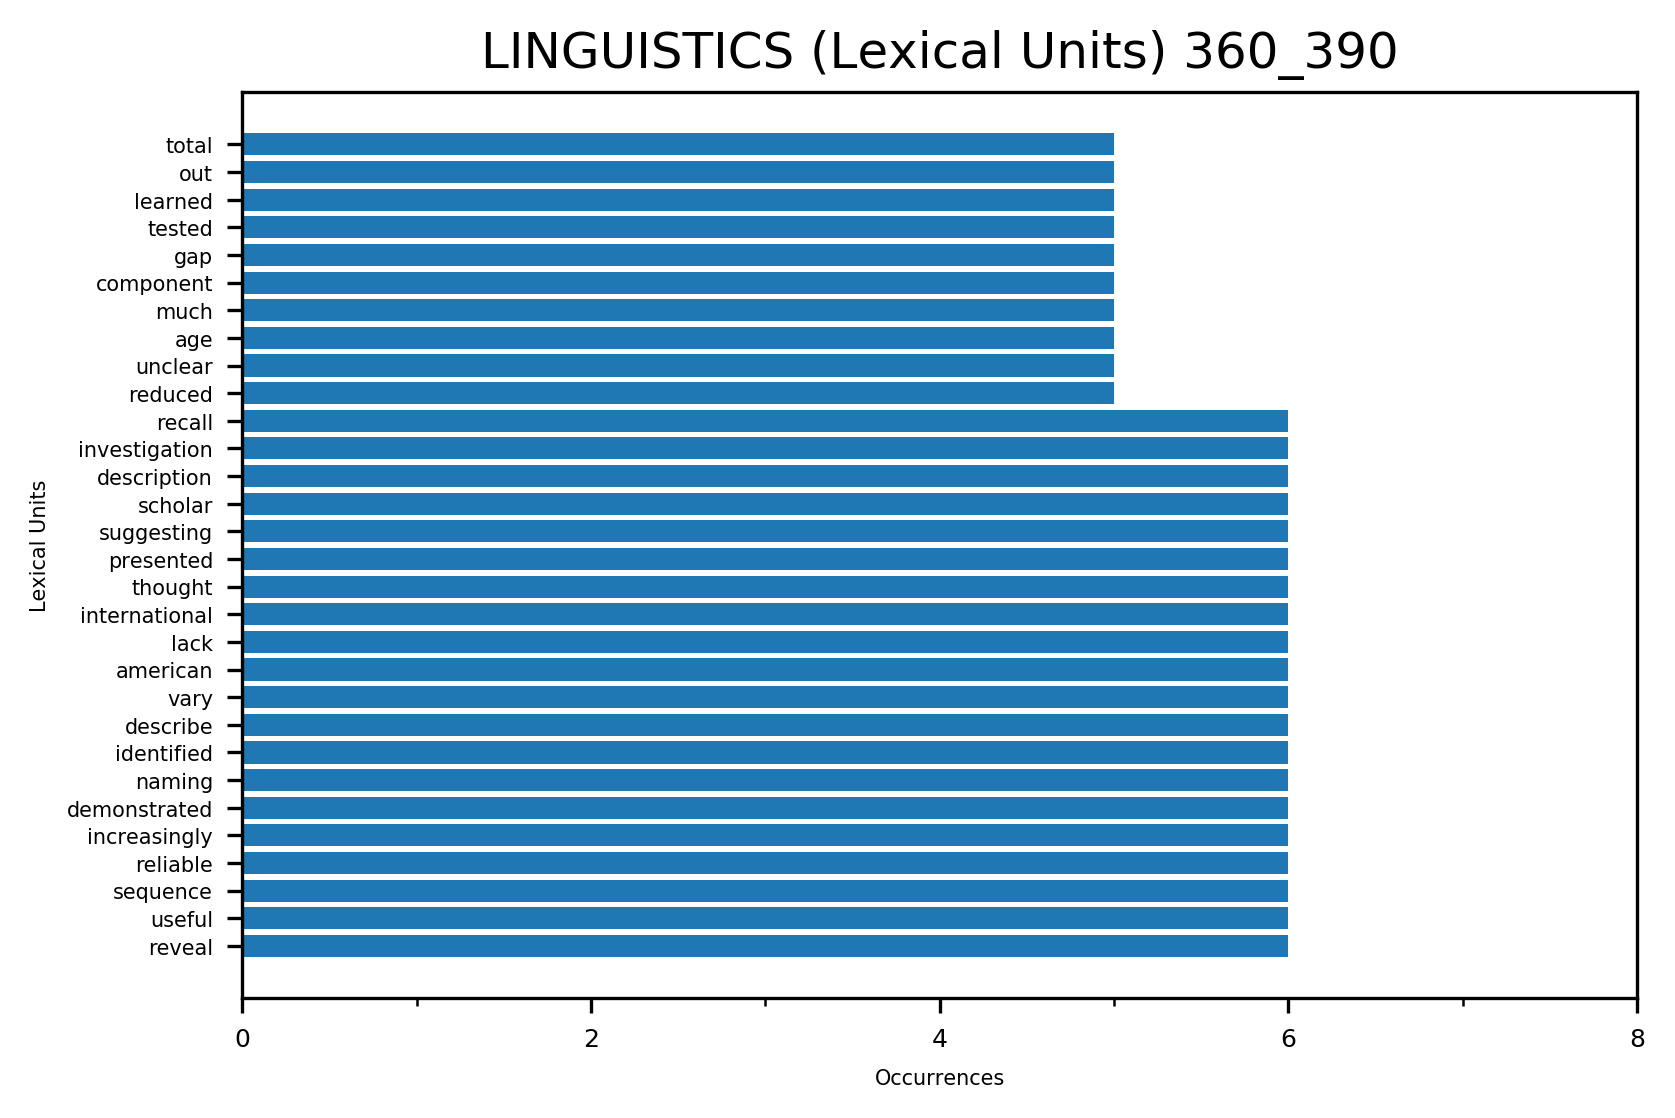 LINGUISTICS (Lexical Units) 360_390
total
out
learned
tested
gap
component
much
age
unclear
reduced
recall
investigation
description
scholar
suggesting
presented
thought
international
lack
american
vary
describe
identified
naming
demonstrated
increasingly
reliable
sequence
useful
reveal
Lexical Units
0 2 4 6 8
Occurrences